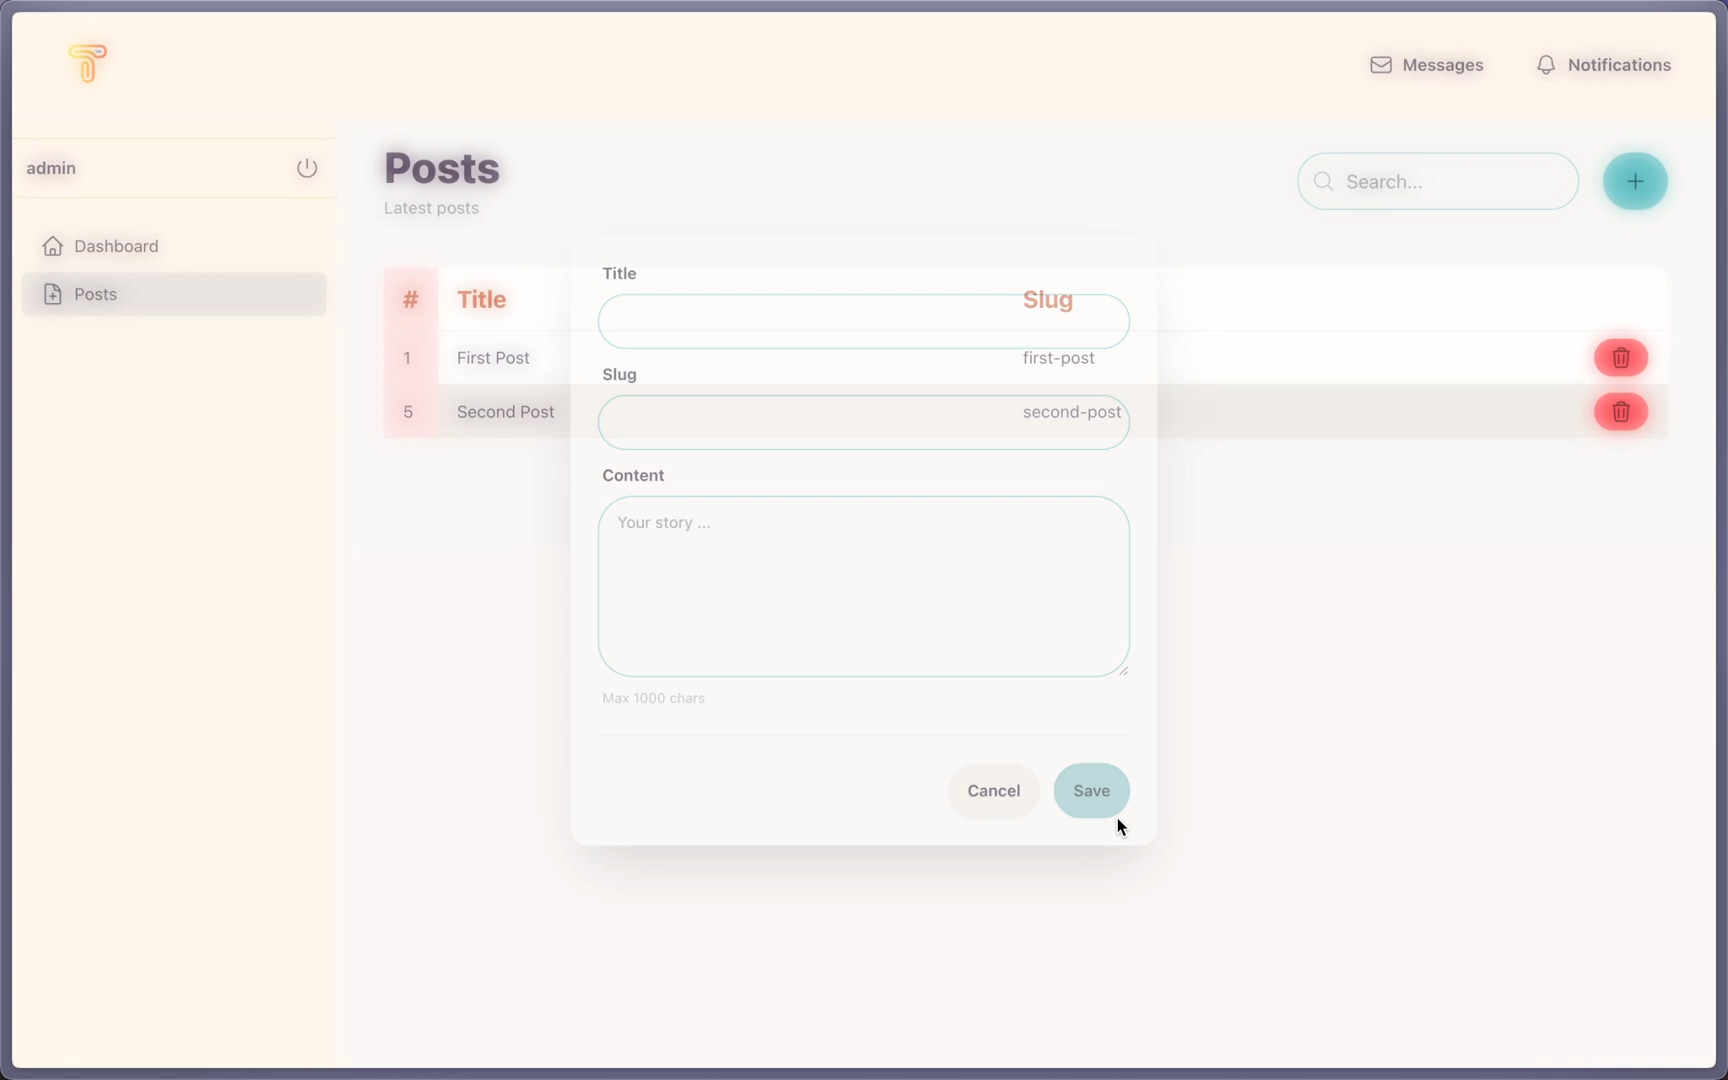 Messages
Notifications
admin
Dashboard
Posts
Posts
Latest posts
Search...
# Title Slug
1 First Post first-post
5 Second Post second-post
Title
Slug
Content
Your story ...
Max 1000 chars
Cancel
Save